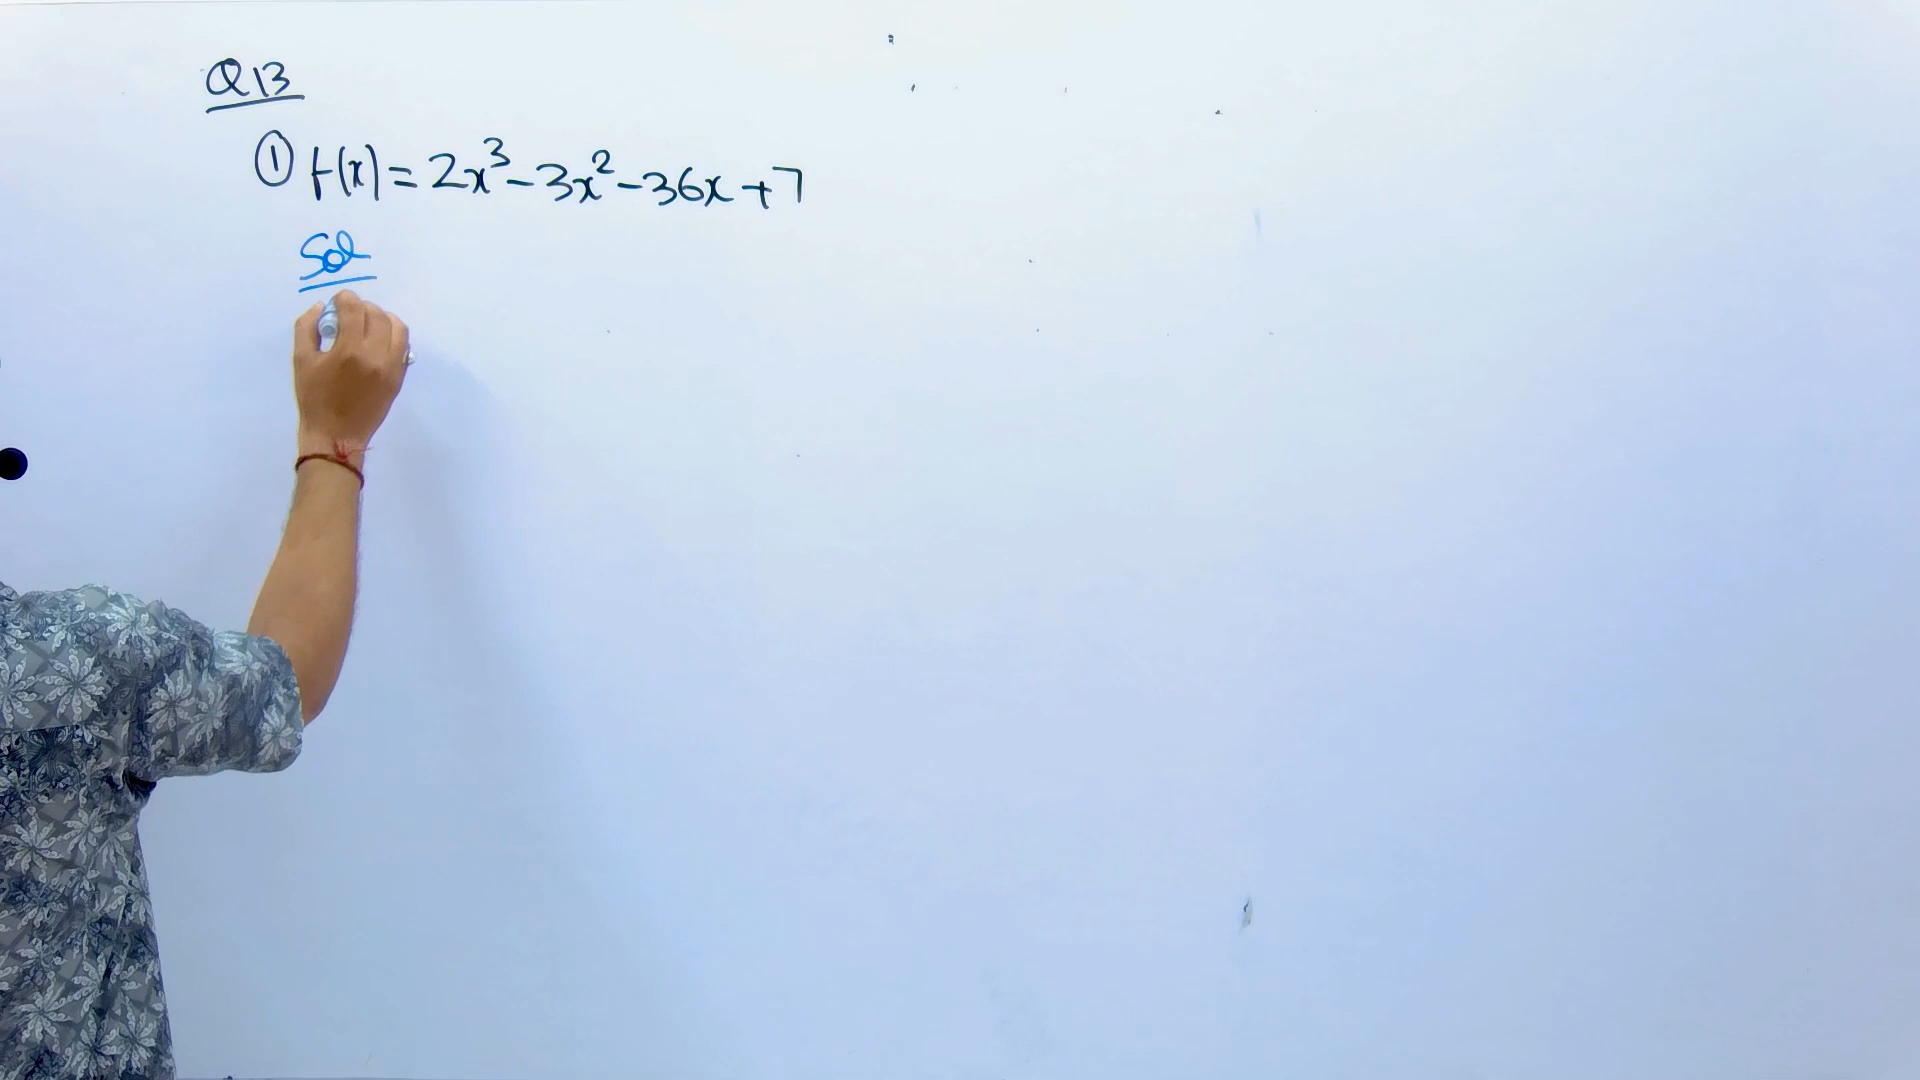 Q13
① f(x) = 2x³ - 3x² - 36x + 7
Sol